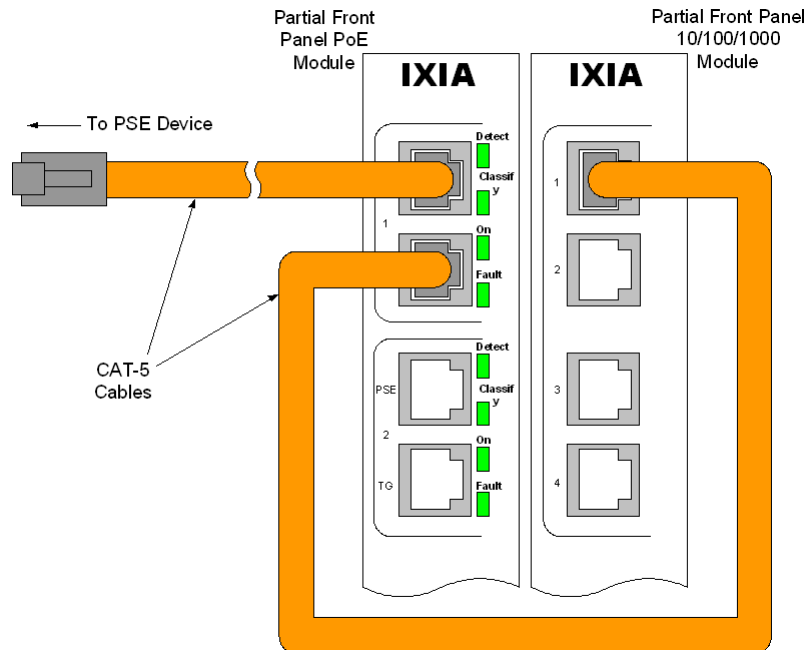 Partial Front
Panel PoE
Module
Partial Front Panel
10/100/1000
Module
IXIA
IXIA
To PSE Device
Detect
Classif
y
1
On
Fault
1
2
CAT-5
Cables
Detect
PSE
Classif
y
2
On
TG
Fault
3
4